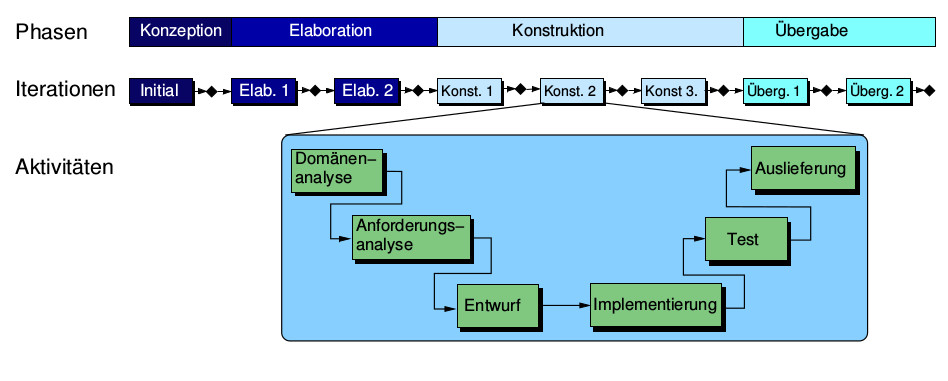 Phasen
Konzeption
Elaboration
Konstruktion
Übergabe
Iterationen
Initial
Elab. 1
Elab. 2
Konst. 1
Konst. 2
Konst 3.
Überg. 1
Überg. 2
Aktivitäten
Domänen–
analyse
Anforderungs–
analyse
Entwurf
Implementierung
Test
Auslieferung